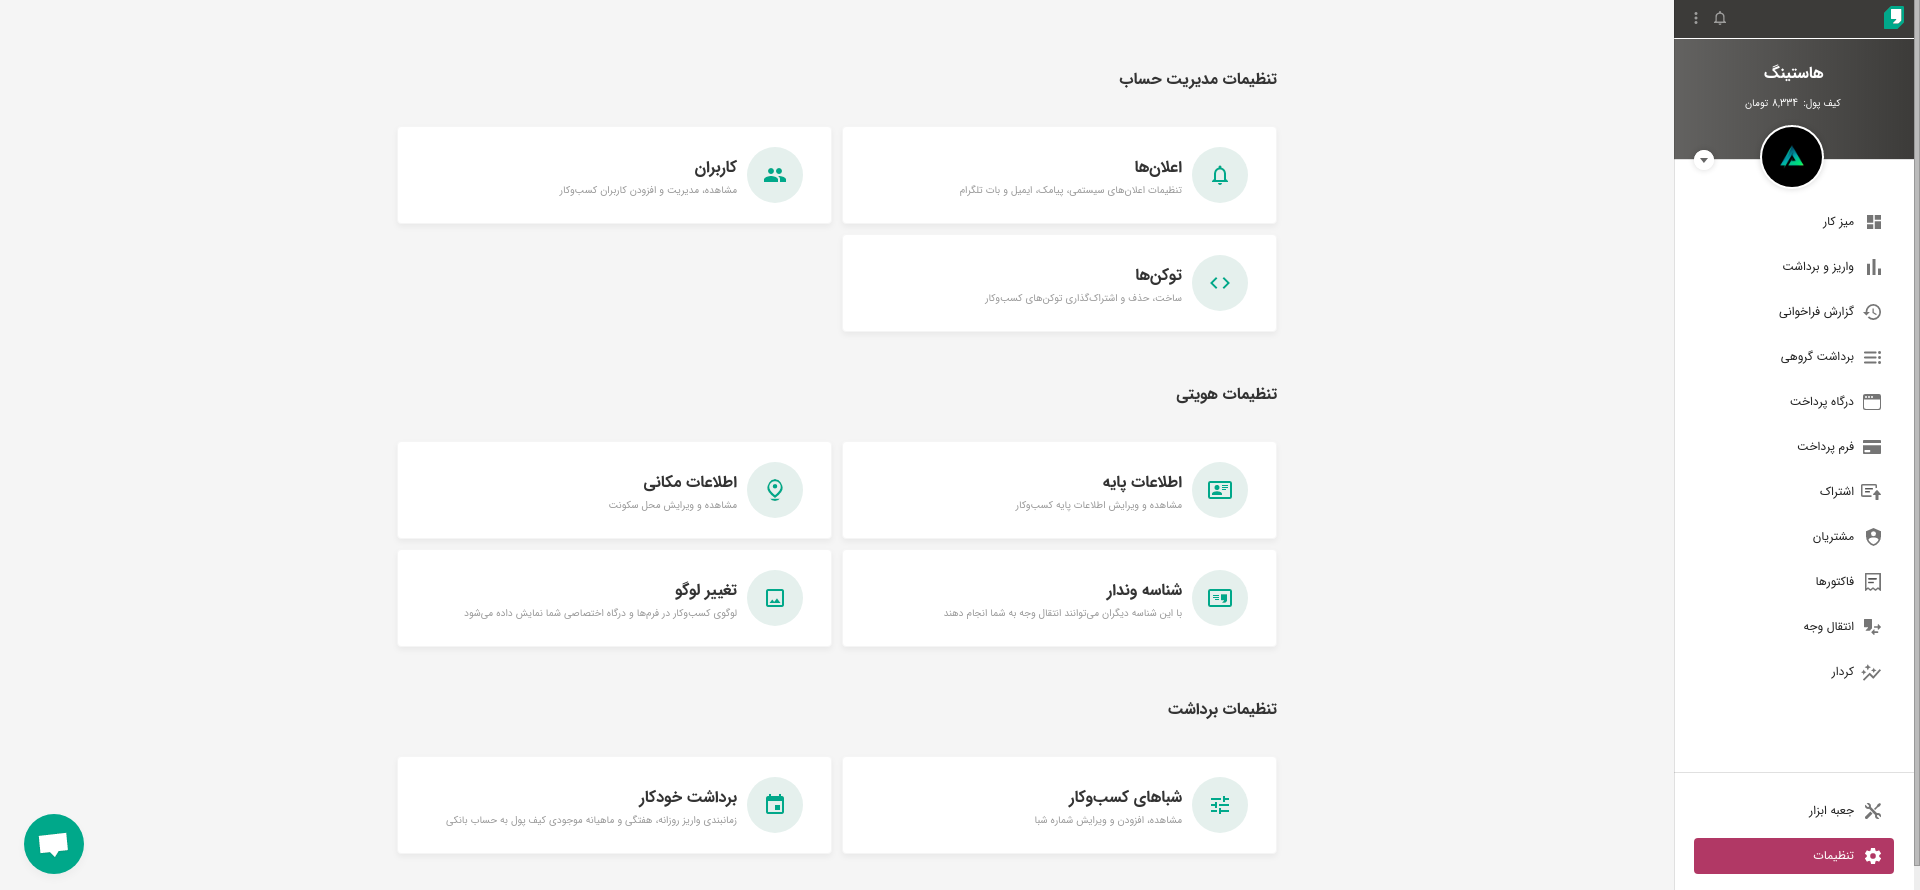 هاستینگ
کیف پول: ۸,۳۳۴ تومان
میز کار
واریز و برداشت
گزارش فراخوانی
برداشت گروهی
درگاه پرداخت
فرم پرداخت
اشتراک
مشتریان
فاکتورها
انتقال وجه
کردار
جعبه ابزار
تنظیمات
تنظیمات مدیریت حساب
اعلان‌ها
تنظیمات اعلان‌های سیستمی، پیامک، ایمیل و بات تلگرام
کاربران
مشاهده، مدیریت و افزودن کاربران کسب‌وکار
توکن‌ها
ساخت، حذف و اشتراک‌گذاری توکن‌های کسب‌وکار
تنظیمات هویتی
اطلاعات پایه
مشاهده و ویرایش اطلاعات پایه کسب‌وکار
اطلاعات مکانی
مشاهده و ویرایش محل سکونت
شناسه وندار
با این شناسه دیگران می‌توانند انتقال وجه به شما انجام دهند
تغییر لوگو
لوگوی کسب‌وکار در فرم‌ها و درگاه اختصاصی شما نمایش داده می‌شود
تنظیمات برداشت
شباهای کسب‌وکار
مشاهده، افزودن و ویرایش شماره شبا
برداشت خودکار
زمانبندی واریز روزانه، هفتگی و ماهیانه موجودی کیف پول به حساب بانکی